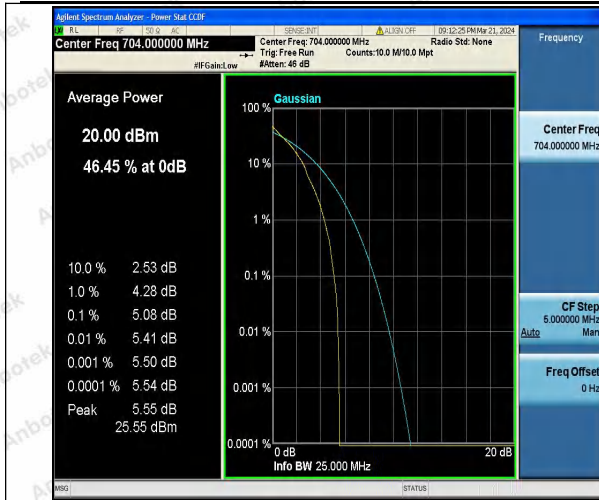 Agilent Spectrum Analyzer - Power Stat CCDF
RL RF 50 Ω AC SENSE:INT ALIGN OFF 09:12:25 PM Mar 21, 2024
Center Freq 704.000000 MHz
Center Freq: 704.000000 MHz Radio Std: None
Trig: Free Run Counts:10.0 M/10.0 Mpt
#IFGain:Low #Atten: 46 dB
Frequency
Average Power
20.00 dBm
46.45 % at 0dB
10.0 % 2.53 dB
1.0 % 4.28 dB
0.1 % 5.08 dB
0.01 % 5.41 dB
0.001 % 5.50 dB
0.0001 % 5.54 dB
Peak 5.55 dB
25.55 dBm
Gaussian
100 %
10 %
1 %
0.1 %
0.01 %
0.001 %
0.0001 %
0 dB 20 dB
Info BW 25.000 MHz
Center Freq
704.000000 MHz
CF Step
5.000000 MHz
Auto Man
Freq Offset
0 Hz
MSG STATUS